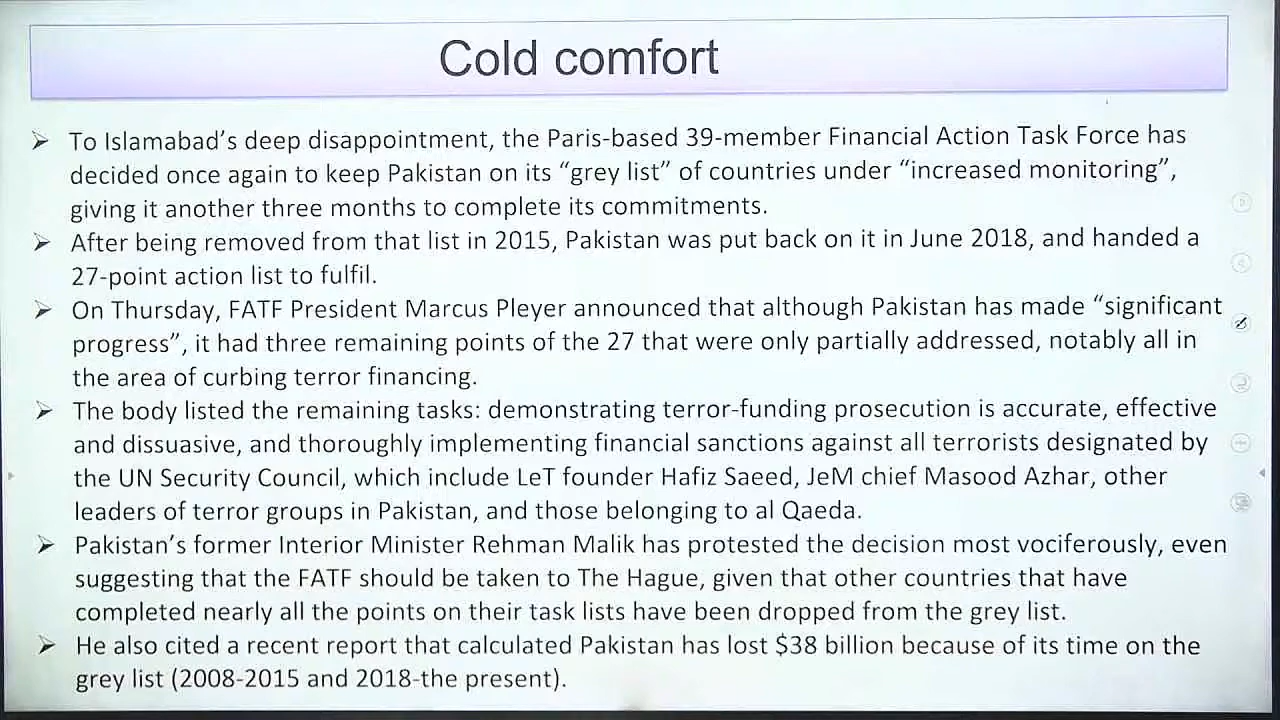 Cold comfort
To Islamabad's deep disappointment, the Paris-based 39-member Financial Action Task Force has
decided once again to keep Pakistan on its “grey list” of countries under “increased monitoring”,
giving it another three months to complete its commitments.
After being removed from that list in 2015, Pakistan was put back on it in June 2018, and handed a
27-point action list to fulfil.
On Thursday, FATF President Marcus Pleyer announced that although Pakistan has made “significant
progress”, it had three remaining points of the 27 that were only partially addressed, notably all in
the area of curbing terror financing.
The body listed the remaining tasks: demonstrating terror-funding prosecution is accurate, effective
and dissuasive, and thoroughly implementing financial sanctions against all terrorists designated by
the UN Security Council, which include LeT founder Hafiz Saeed, JeM chief Masood Azhar, other
leaders of terror groups in Pakistan, and those belonging to al Qaeda.
Pakistan's former Interior Minister Rehman Malik has protested the decision most vociferously, even
suggesting that the FATF should be taken to The Hague, given that other countries that have
completed nearly all the points on their task lists have been dropped from the grey list.
He also cited a recent report that calculated Pakistan has lost $38 billion because of its time on the
grey list (2008-2015 and 2018-the present).